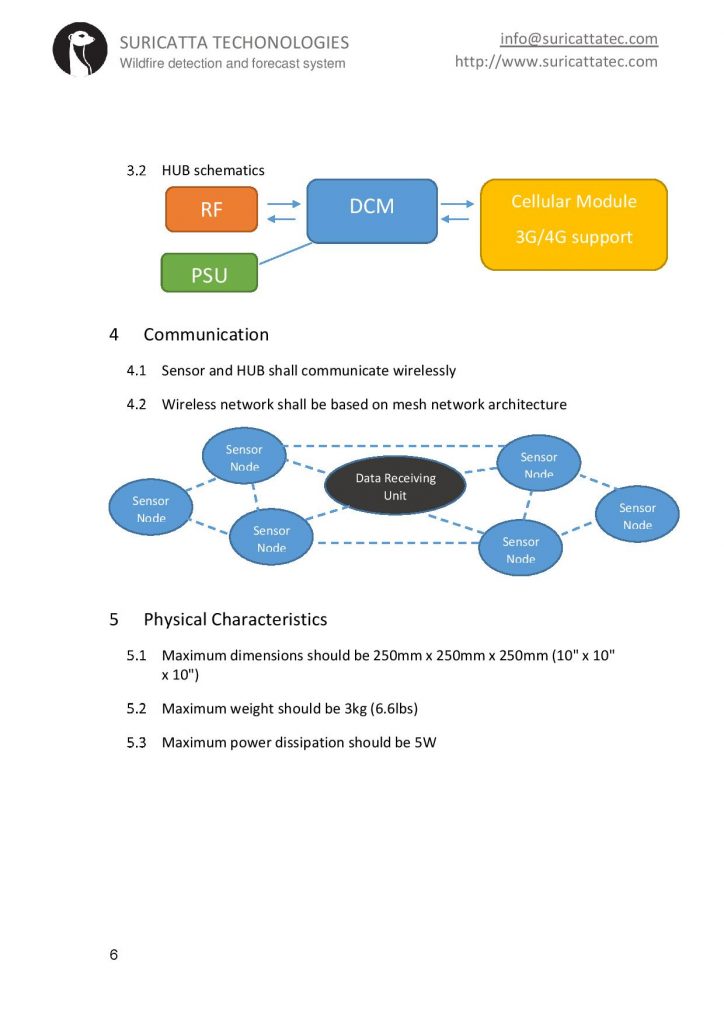 SURICATTA TECHONOLOGIES
Wildfire detection and forecast system
info@suricattatec.com
http://www.suricattatec.com
3.2 HUB schematics
RF
DCM
Cellular Module
3G/4G support
PSU
4 Communication
4.1 Sensor and HUB shall communicate wirelessly
4.2 Wireless network shall be based on mesh network architecture
Sensor
Node
Sensor
Node
Data Receiving
Unit
Sensor
Node
Sensor
Node
Sensor
Node
Sensor
Node
5 Physical Characteristics
5.1 Maximum dimensions should be 250mm x 250mm x 250mm (10" x 10"
x 10")
5.2 Maximum weight should be 3kg (6.6lbs)
5.3 Maximum power dissipation should be 5W
6